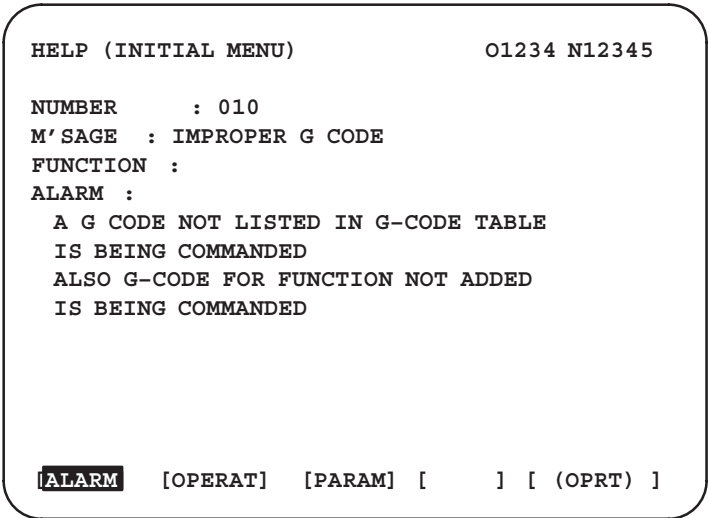 HELP (INITIAL MENU) O1234 N12345
NUMBER : 010
M'SAGE : IMPROPER G CODE
FUNCTION :
ALARM :
A G CODE NOT LISTED IN G–CODE TABLE
IS BEING COMMANDED
ALSO G–CODE FOR FUNCTION NOT ADDED
IS BEING COMMANDED
[ALARM [OPERAT] [PARAM] [ ] [ (OPRT) ]